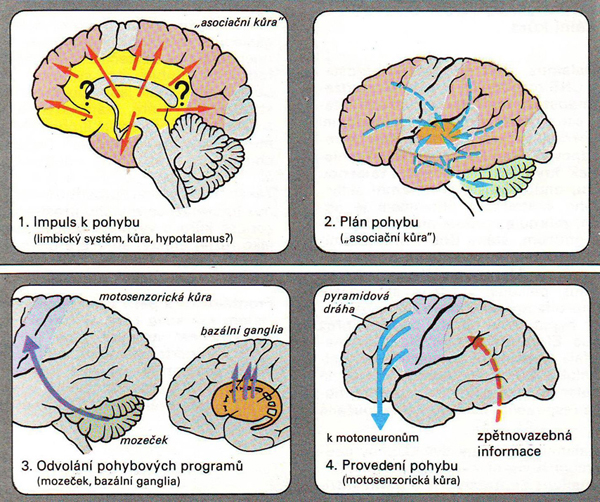 „asociační kůra”
?
?
1. Impuls k pohybu
(limbický systém, kůra, hypotalamus?)
2. Plán pohybu
(„asociační kůra”)
motosenzorická kůra
bazální ganglia
mozeček
3. Odvolání pohybových programů
(mozeček, bazální ganglia)
pyramidová
dráha
k motoneuronům
zpětnovazebná
informace
4. Provedení pohybu
(motosenzorická kůra)